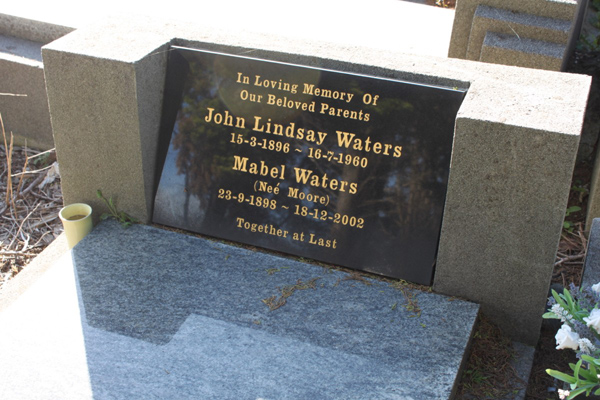 In Loving Memory Of
Our Beloved Parents
John Lindsay Waters
15-3-1896 ~ 16-7-1960
Mabel Waters
(Neé Moore)
23-9-1898 ~ 18-12-2002
Together at Last